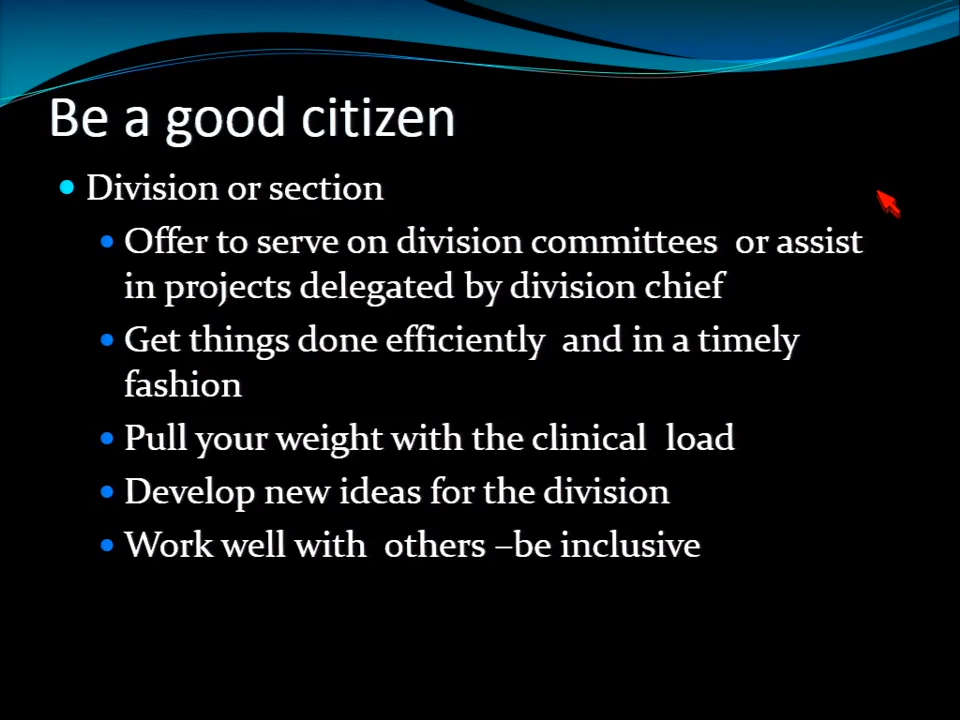 Be a good citizen
Division or section
Offer to serve on division committees  or assist
in projects delegated by division chief
Get things done efficiently  and in a timely
fashion
Pull your weight with the clinical  load
Develop new ideas for the division
Work well with  others –be inclusive